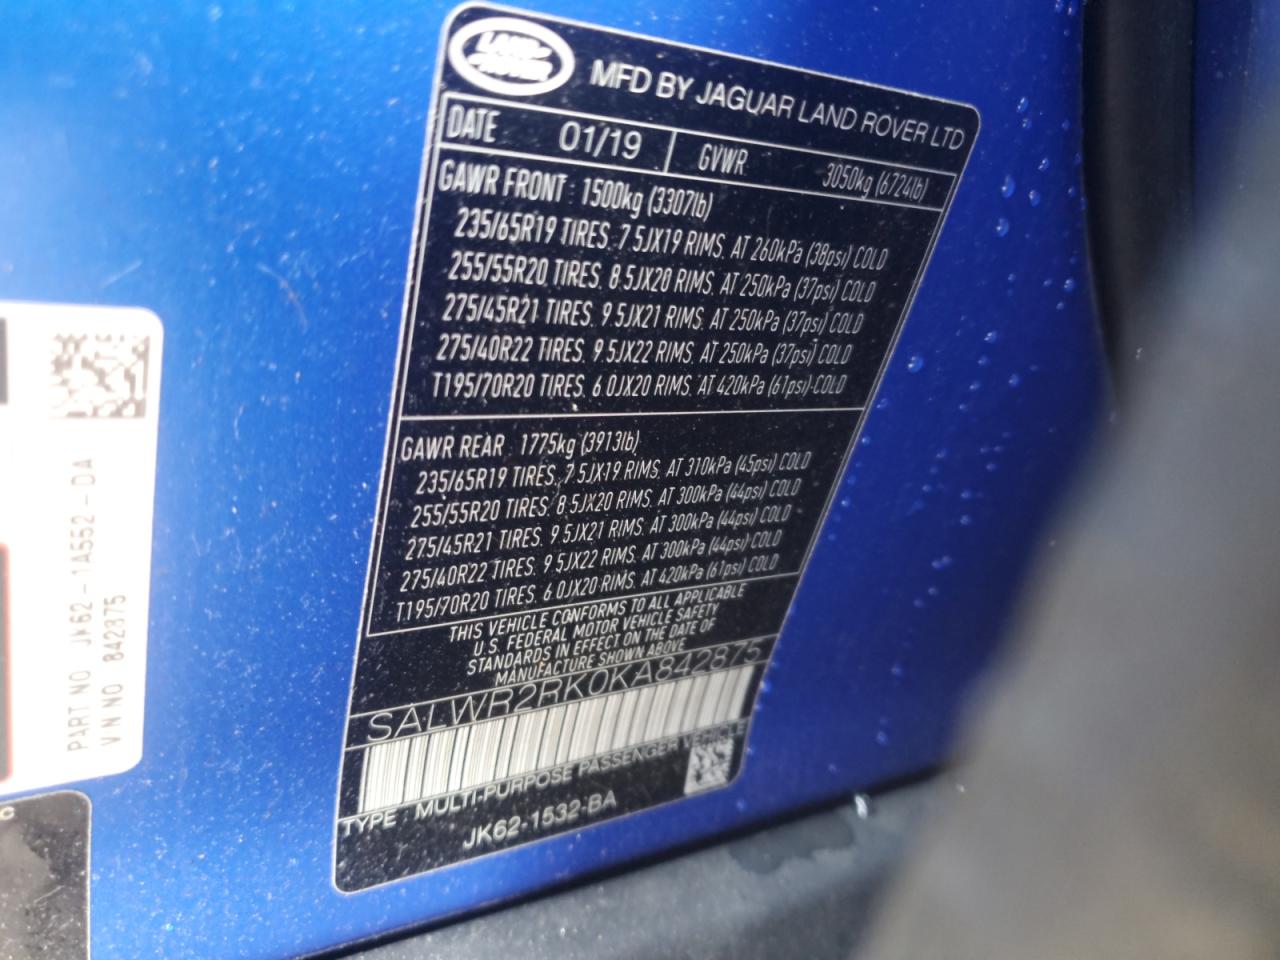 LAND ROVER
MFD BY JAGUAR LAND ROVER LTD
DATE 01/19 GVWR 3050kg (6724lb)
GAWR FRONT : 1500kg (3307lb)
235/65R19 TIRES, 7.5JX19 RIMS, AT 260kPa (38psi) COLD
255/55R20 TIRES, 8.5JX20 RIMS, AT 250kPa (37psi) COLD
275/45R21 TIRES, 9.5JX21 RIMS, AT 250kPa (37psi) COLD
275/40R22 TIRES, 9.5JX22 RIMS, AT 250kPa (37psi) COLD
T195/70R20 TIRES, 6.0JX20 RIMS, AT 420kPa (61psi) COLD
GAWR REAR 1775kg (3913lb)
235/65R19 TIRES, 7.5JX19 RIMS, AT 310kPa (45psi) COLD
255/55R20 TIRES, 8.5JX20 RIMS, AT 300kPa (44psi) COLD
275/45R21 TIRES, 9.5JX21 RIMS, AT 300kPa (44psi) COLD
275/40R22 TIRES, 9.5JX22 RIMS, AT 300kPa (44psi) COLD
T195/70R20 TIRES, 6.0JX20 RIMS, AT 420kPa (61psi) COLD
THIS VEHICLE CONFORMS TO ALL APPLICABLE
U.S. FEDERAL MOTOR VEHICLE SAFETY
STANDARDS IN EFFECT ON THE DATE OF
MANUFACTURE SHOWN ABOVE
SALWR2RK0KA842875
TYPE : MULTI-PURPOSE PASSENGER VEHICLE
JK62-1532-BA
PART NO JK62-1A552-DA
VIN NO 842875
C